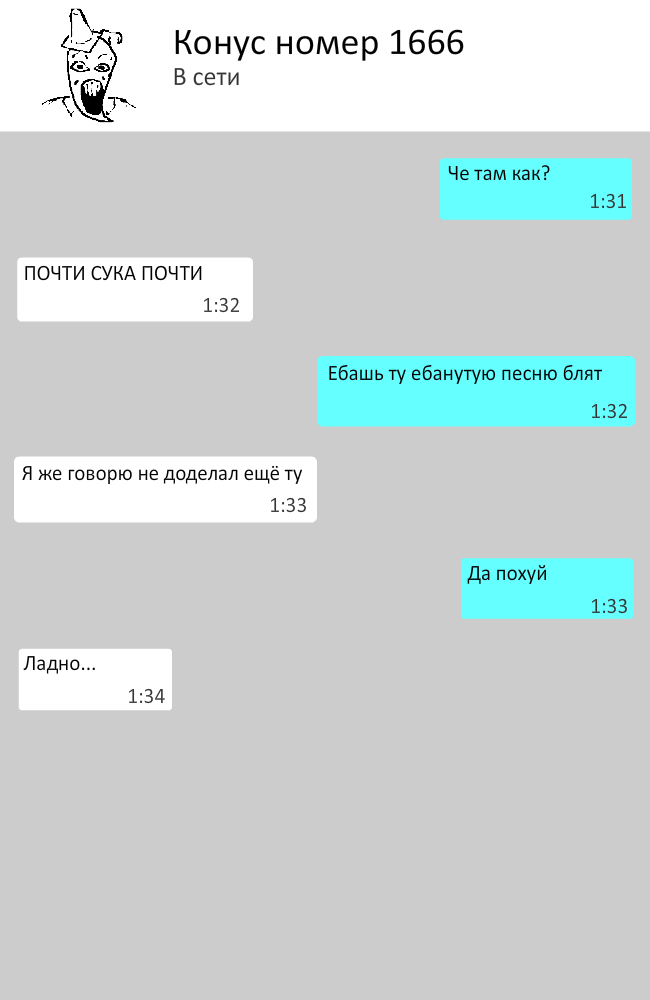 Конус номер 1666
В сети
Че там как?
1:31
ПОЧТИ СУКА ПОЧТИ
1:32
Ебашь ту ебанутую песню блят
1:32
Я же говорю не доделал ещё ту
1:33
Да похуй
1:33
Ладно...
1:34